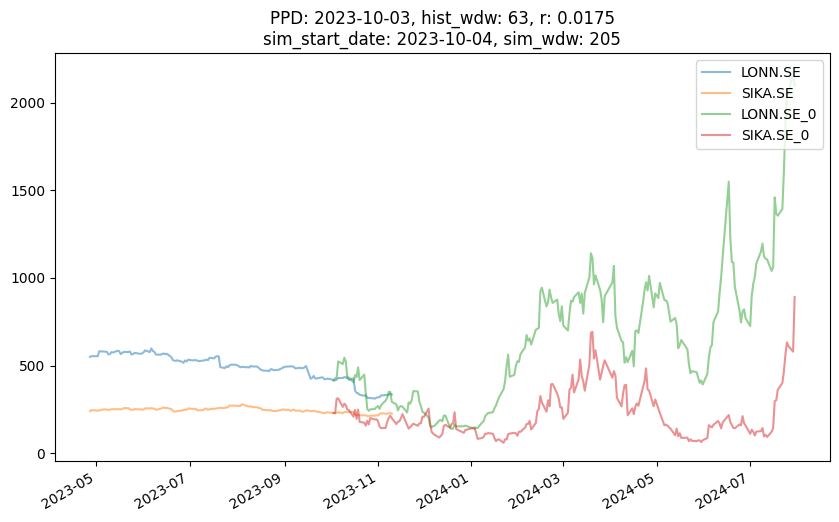 PPD: 2023-10-03, hist_wdw: 63, r: 0.0175
sim_start_date: 2023-10-04, sim_wdw: 205
LONN.SE
SIKA.SE
LONN.SE_0
SIKA.SE_0
2000
1500
1000
500
0
2023-05
2023-07
2023-09
2023-11
2024-01
2024-03
2024-05
2024-07